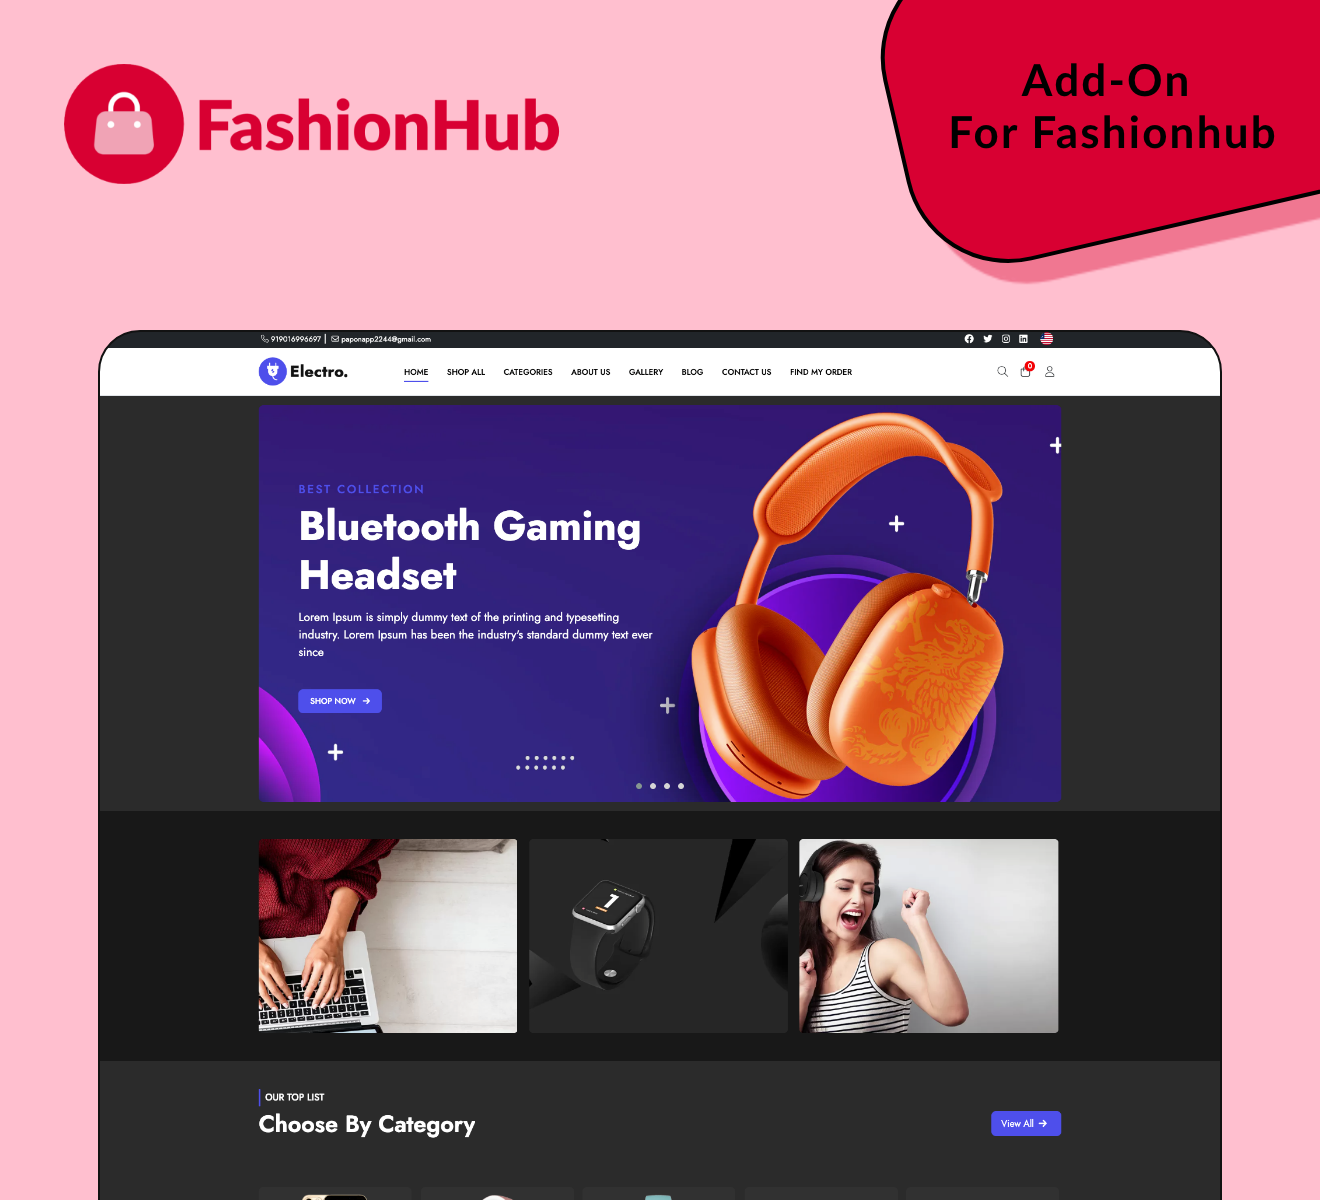 FashionHub
Add-On
For Fashionhub
919016996697 | paponapp2244@gmail.com
Electro.
HOME SHOP ALL CATEGORIES ABOUT US GALLERY BLOG CONTACT US FIND MY ORDER
0
BEST COLLECTION
Bluetooth Gaming
Headset
Lorem Ipsum is simply dummy text of the printing and typesetting
industry. Lorem Ipsum has been the industry's standard dummy text ever
since
SHOP NOW
1
OUR TOP LIST
Choose By Category
View All